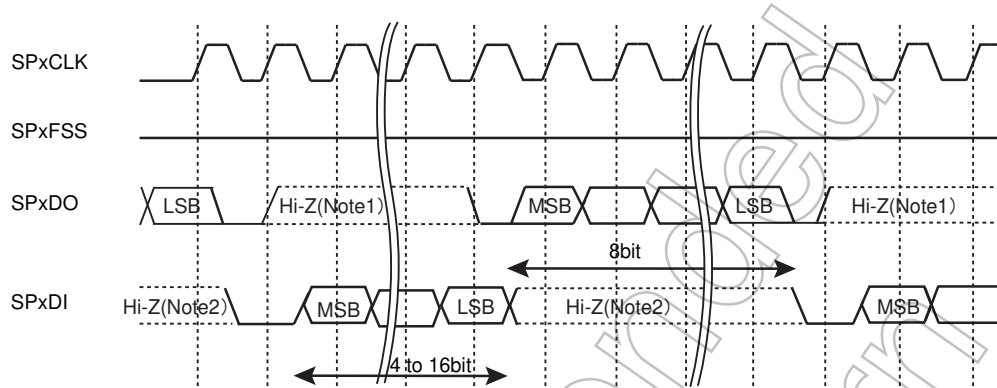 SPxCLK
SPxFSS
SPxDO LSB Hi-Z(Note1) MSB LSB Hi-Z(Note1)
8bit
SPxDI Hi-Z(Note2) MSB LSB Hi-Z(Note2) MSB
4 to 16bit